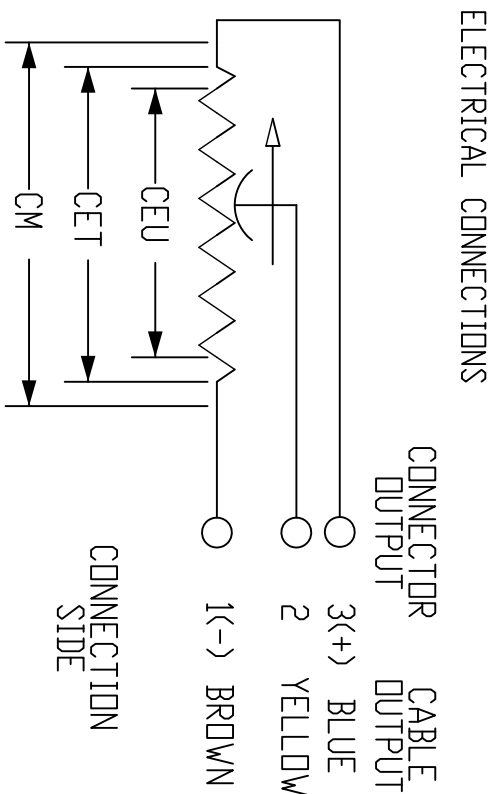 ELECTRICAL CONNECTIONS
CONNECTOR
OUTPUT
CABLE
OUTPUT
3(+) BLUE
2 YELLOW
1(-) BROWN
CEU
CET
CM
CONNECTION
SIDE